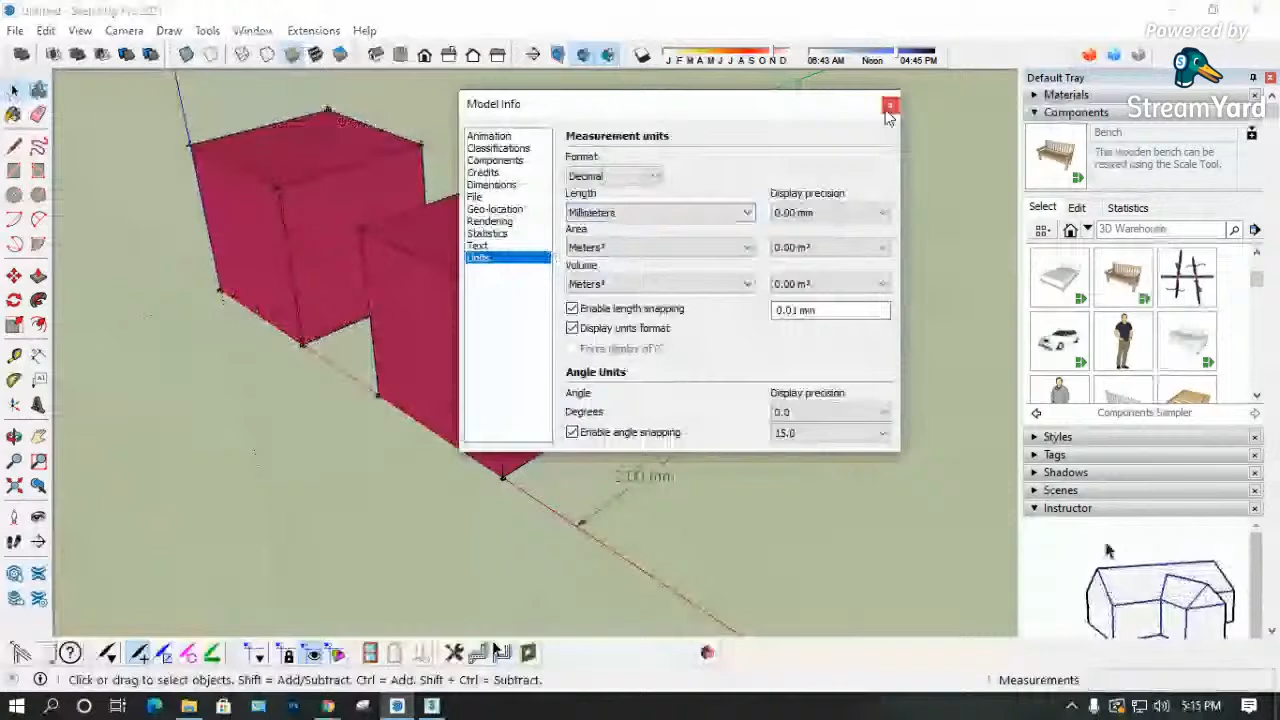 Untitled - SketchUp Pro 2021
File Edit View Camera Draw Tools Window Extensions Help
Powered by
StreamYard
J F M A M J J A S O N D
06:43 AM Noon 04:45 PM
Default Tray
Materials
Components
Bench
This wooden bench can be resized using the Scale Tool.
Select Edit Statistics
3D Warehouse
Components Sampler
Styles
Tags
Shadows
Scenes
Instructor
Model Info
Animation
Classifications
Components
Credits
Dimensions
File
Geo-location
Rendering
Statistics
Text
Units
Measurement units
Format
Decimal
Length Display precision
Millimeters 0.00 mm
Area
Meters² 0.00 m²
Volume
Meters³ 0.00 m³
Enable length snapping 0.01 mm
Display units format
Force display of 0"
Angle Units
Angle Display precision
Degrees 0.0
Enable angle snapping 15.0
Click or drag to select objects. Shift = Add/Subtract. Ctrl = Add. Shift + Ctrl = Subtract.
Measurements
5:15 PM